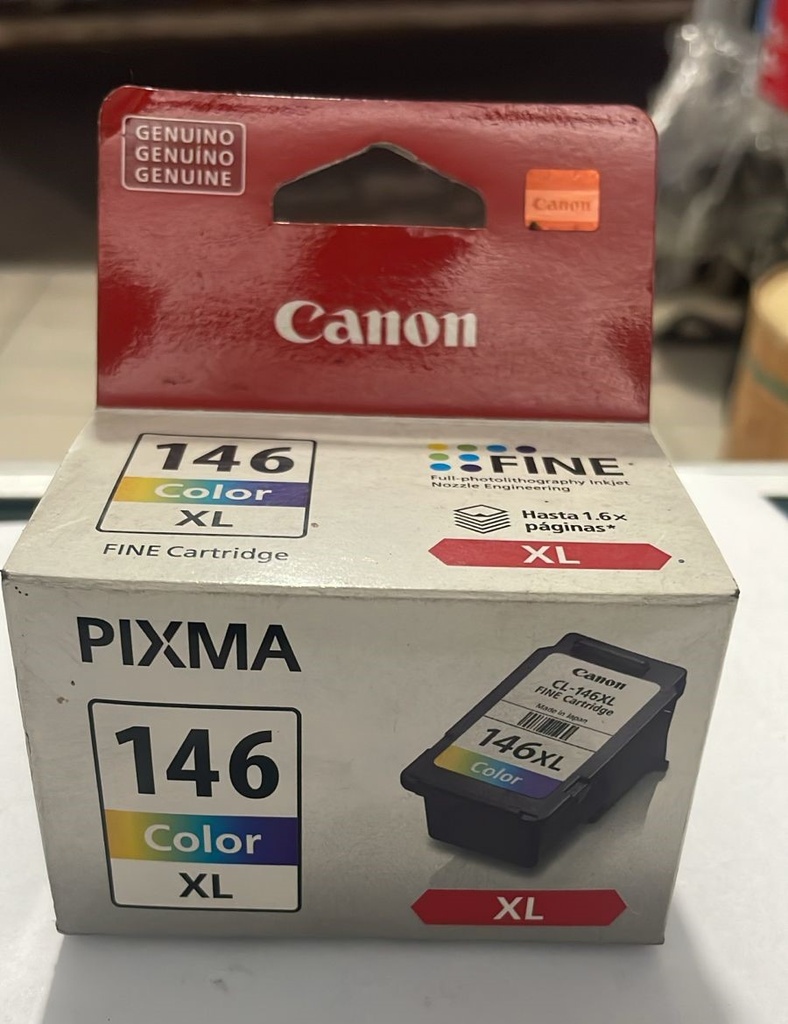 GENUINO
GENUÍNO
GENUINE
Canon
Canon
146
Color
XL
FINE Cartridge
FINE
Full-photolithography Inkjet
Nozzle Engineering
Hasta 1.6x
páginas*
XL
PIXMA
146
Color
XL
Canon
CL-146XL
FINE Cartridge
Made in Japan
146XL
Color
XL